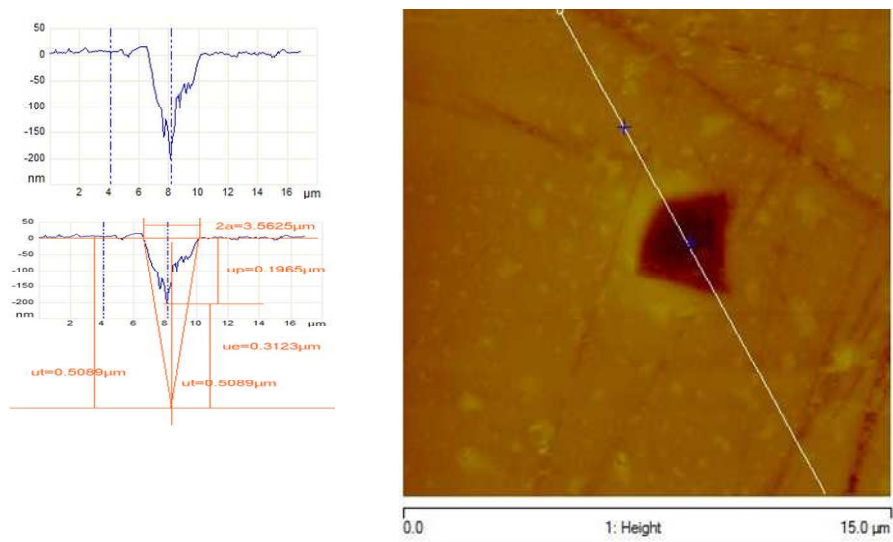 50
0
-50
-100
-150
-200
nm
2 4 6 8 10 12 14 16 µm
50
0
-50
-100
-150
-200
nm
2 4 6 8 10 12 14 16 µm
2a=3.5625µm
up=0.1965µm
ue=0.3123µm
ut=0.5089µm
ut=0.5089µm
0.0 1: Height 15.0 µm